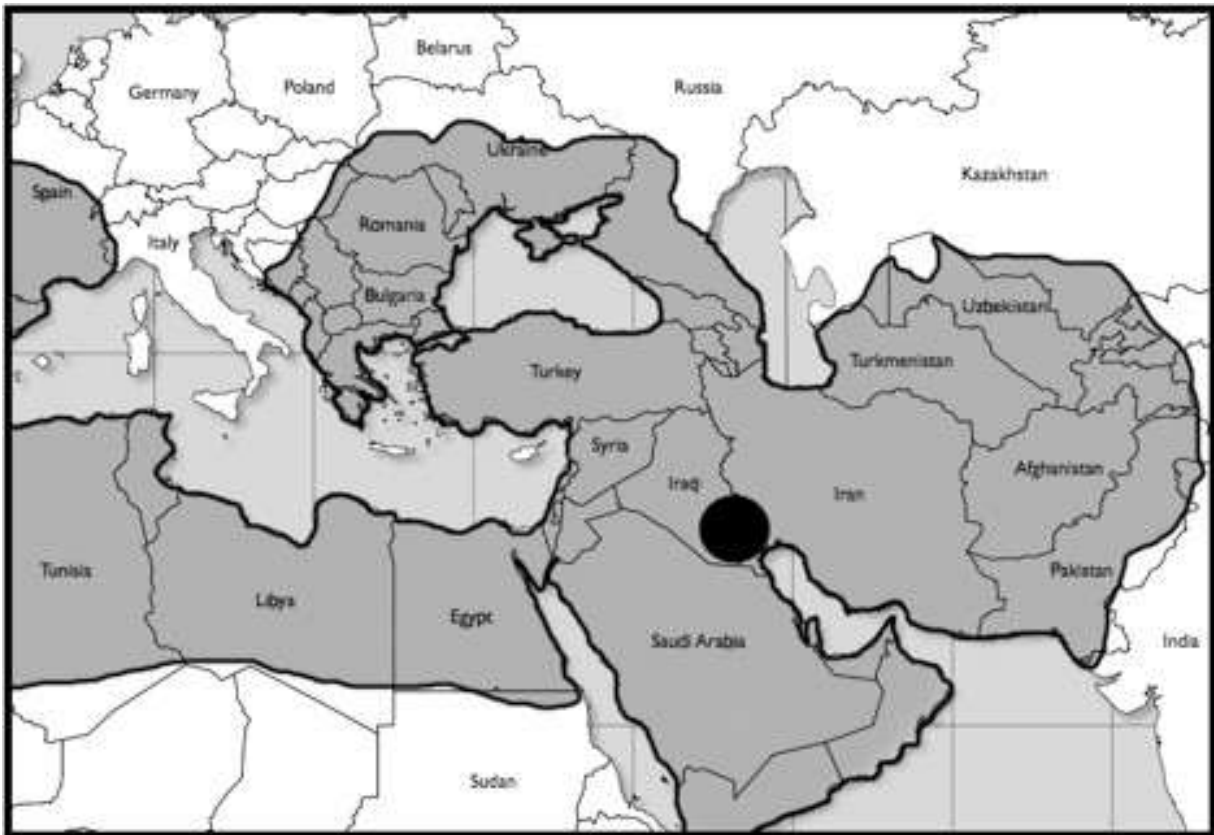 Belarus
Germany
Poland
Russia
Ukraine
Kazakhstan
Spain
Italy
Romania
Bulgaria
Uzbekistan
Turkey
Turkmenistan
Syria
Iraq
Iran
Afghanistan
Tunisis
Libya
Egypt
Saudi Arabia
Pakistan
India
Sudan